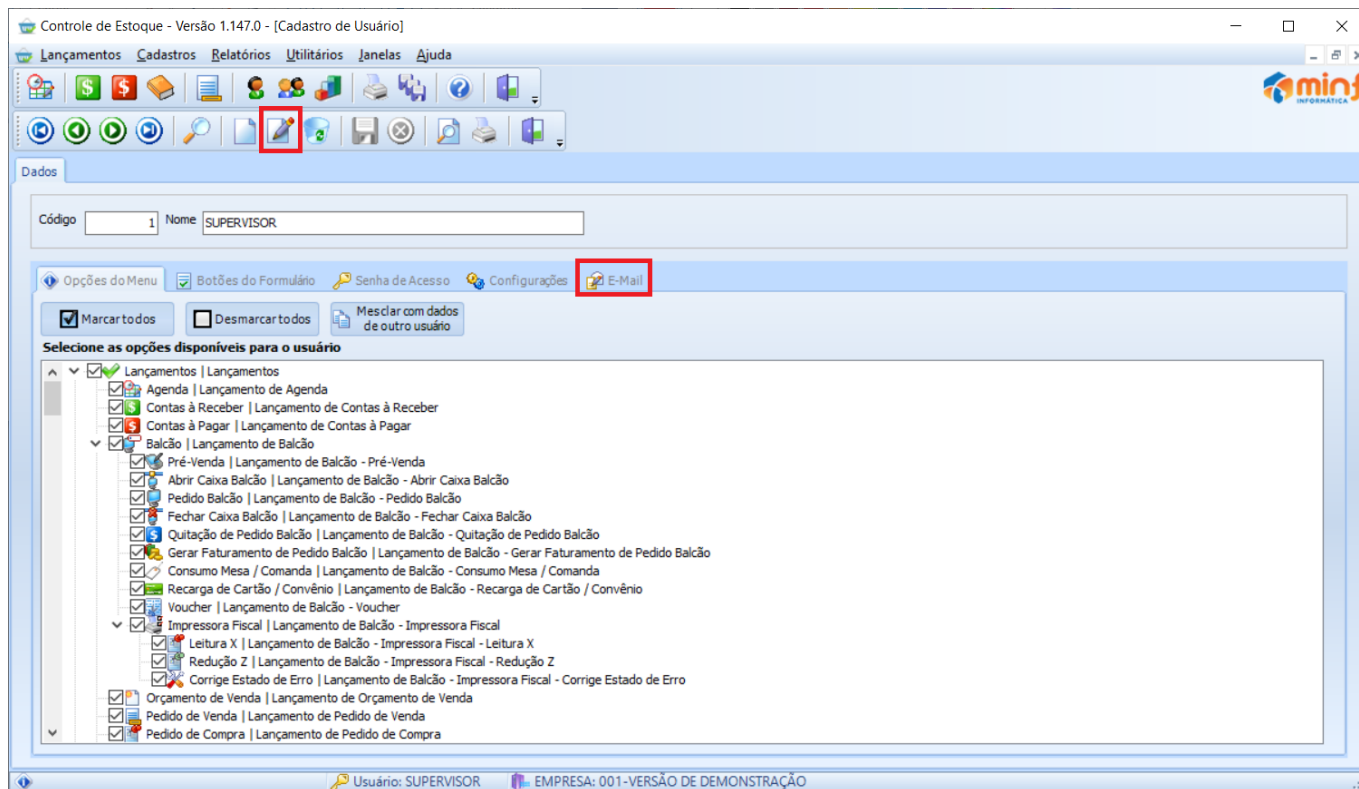 Controle de Estoque - Versão 1.147.0 - [Cadastro de Usuário]
Lançamentos Cadastros Relatórios Utilitários Janelas Ajuda
minf
INFORMÁTICA
Dados
Código 1 Nome SUPERVISOR
Opções do Menu Botões do Formulário Senha de Acesso Configurações E-Mail
Marcar todos Desmarcar todos Mesclar com dados
de outro usuário
Selecione as opções disponíveis para o usuário
Lançamentos | Lançamentos
Agenda | Lançamento de Agenda
Contas à Receber | Lançamento de Contas à Receber
Contas à Pagar | Lançamento de Contas à Pagar
Balcão | Lançamento de Balcão
Pré-Venda | Lançamento de Balcão - Pré-Venda
Abrir Caixa Balcão | Lançamento de Balcão - Abrir Caixa Balcão
Pedido Balcão | Lançamento de Balcão - Pedido Balcão
Fechar Caixa Balcão | Lançamento de Balcão - Fechar Caixa Balcão
Quitação de Pedido Balcão | Lançamento de Balcão - Quitação de Pedido Balcão
Gerar Faturamento de Pedido Balcão | Lançamento de Balcão - Gerar Faturamento de Pedido Balcão
Consumo Mesa / Comanda | Lançamento de Balcão - Consumo Mesa / Comanda
Recarga de Cartão / Convênio | Lançamento de Balcão - Recarga de Cartão / Convênio
Voucher | Lançamento de Balcão - Voucher
Impressora Fiscal | Lançamento de Balcão - Impressora Fiscal
Leitura X | Lançamento de Balcão - Impressora Fiscal - Leitura X
Redução Z | Lançamento de Balcão - Impressora Fiscal - Redução Z
Corrige Estado de Erro | Lançamento de Balcão - Impressora Fiscal - Corrige Estado de Erro
Orçamento de Venda | Lançamento de Orçamento de Venda
Pedido de Venda | Lançamento de Pedido de Venda
Pedido de Compra | Lançamento de Pedido de Compra
Usuário: SUPERVISOR EMPRESA: 001-VERSÃO DE DEMONSTRAÇÃO